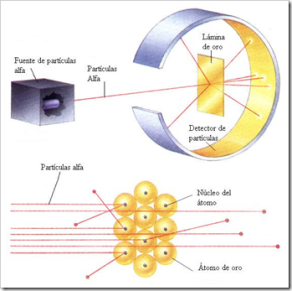 Fuente de partículas
alfa
Partículas
Alfa
Lámina
de oro
Detector de
partículas
Partículas alfa
Núcleo del
átomo
Átomo de oro